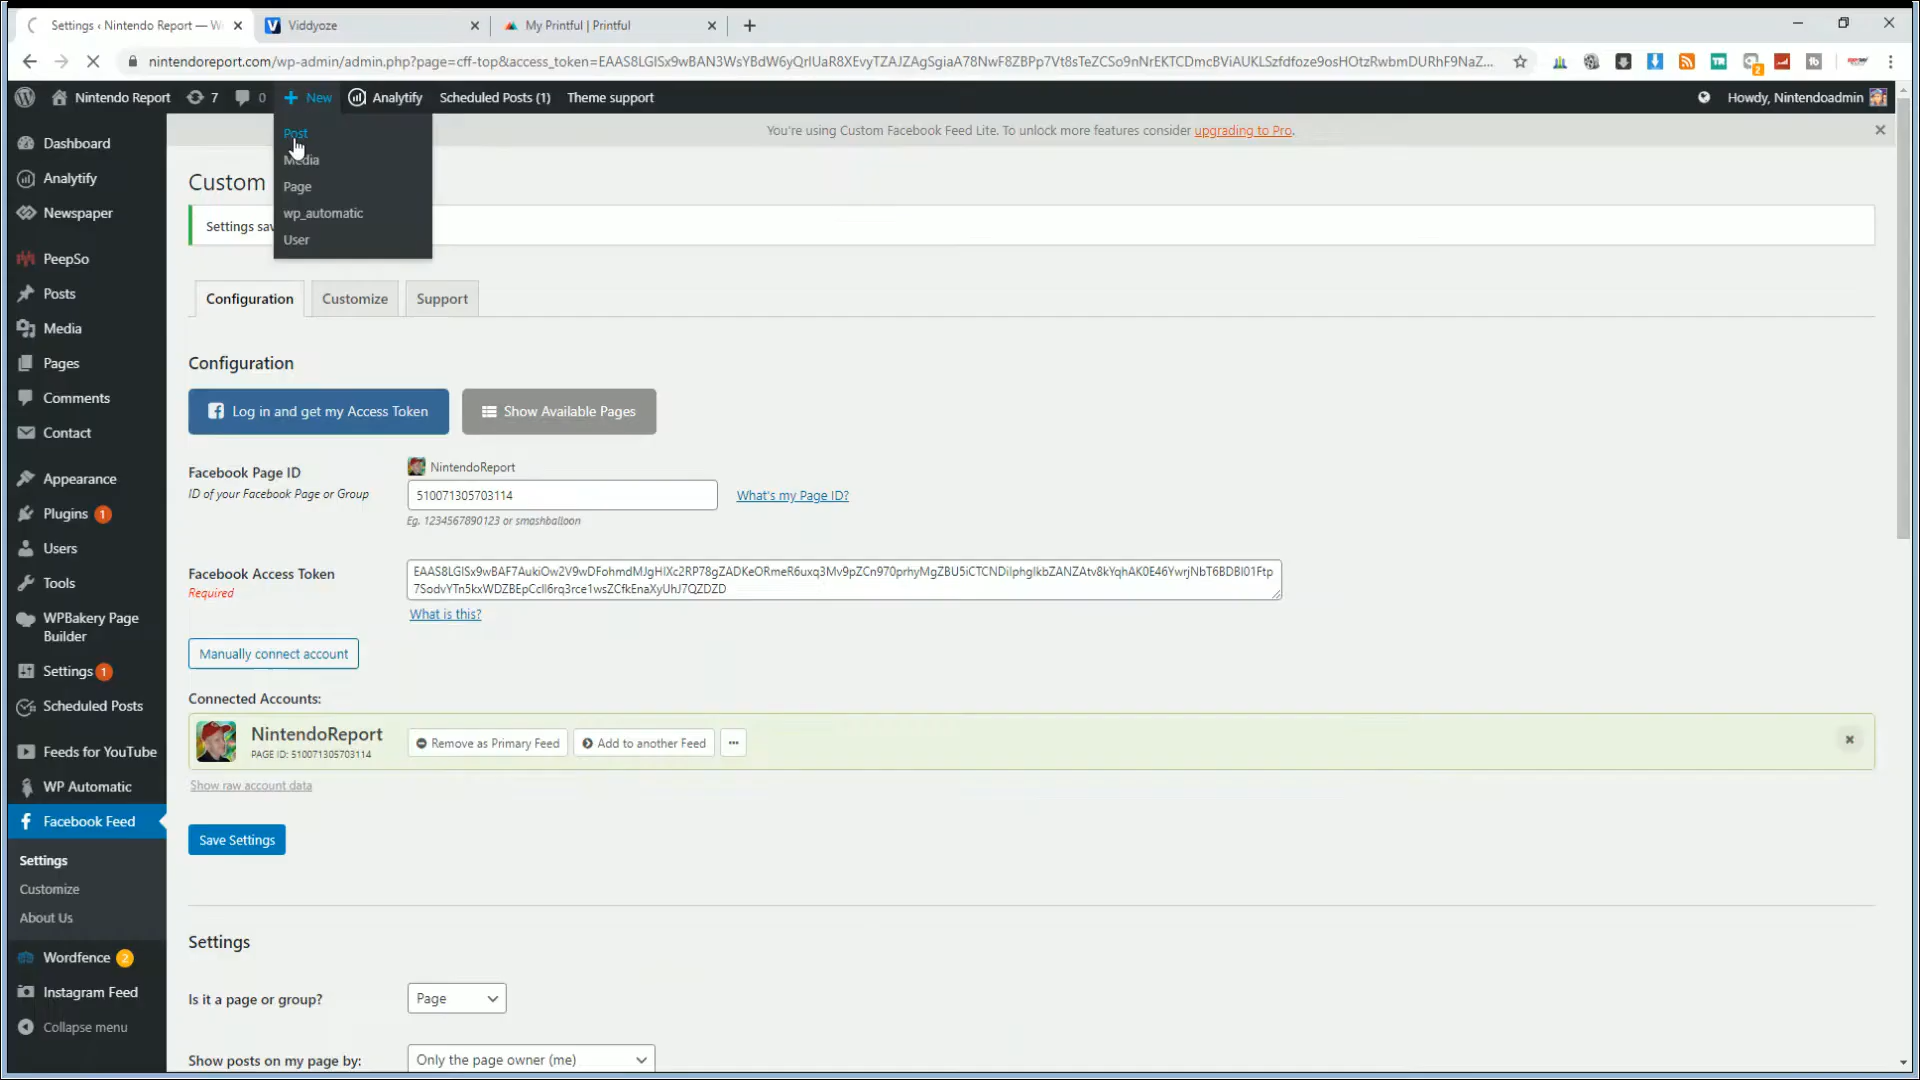 Settings ‹ Nintendo Report — W
Viddyoze
My Printful | Printful
nintendoreport.com/wp-admin/admin.php?page=cff-top&access_token=
Nintendo Report
7
0
New
Analytify
Scheduled Posts (1)
Theme support
Howdy, Nintendoadmin
Post
Media
Page
wp_automatic
User
You're using Custom Facebook Feed Lite. To unlock more features consider upgrading to Pro.
Dashboard
Analytify
Newspaper
PeepSo
Posts
Media
Pages
Comments
Contact
Appearance
Plugins 1
Users
Tools
WPBakery Page
Builder
Settings 1
Scheduled Posts
Feeds for YouTube
WP Automatic
Facebook Feed
Settings
Customize
About Us
Wordfence 2
Instagram Feed
Collapse menu
Custom
Settings sav
Configuration
Customize
Support
Configuration
Log in and get my Access Token
Show Available Pages
Facebook Page ID
ID of your Facebook Page or Group
NintendoReport
510071305703114
What's my Page ID?
Eg. 1234567890123 or smashballoon
Facebook Access Token
Required
What is this?
Manually connect account
Connected Accounts:
NintendoReport
PAGE ID: 510071305703114
Remove as Primary Feed
Add to another Feed
Show raw account data
Save Settings
Settings
Is it a page or group?
Page
Show posts on my page by:
Only the page owner (me)